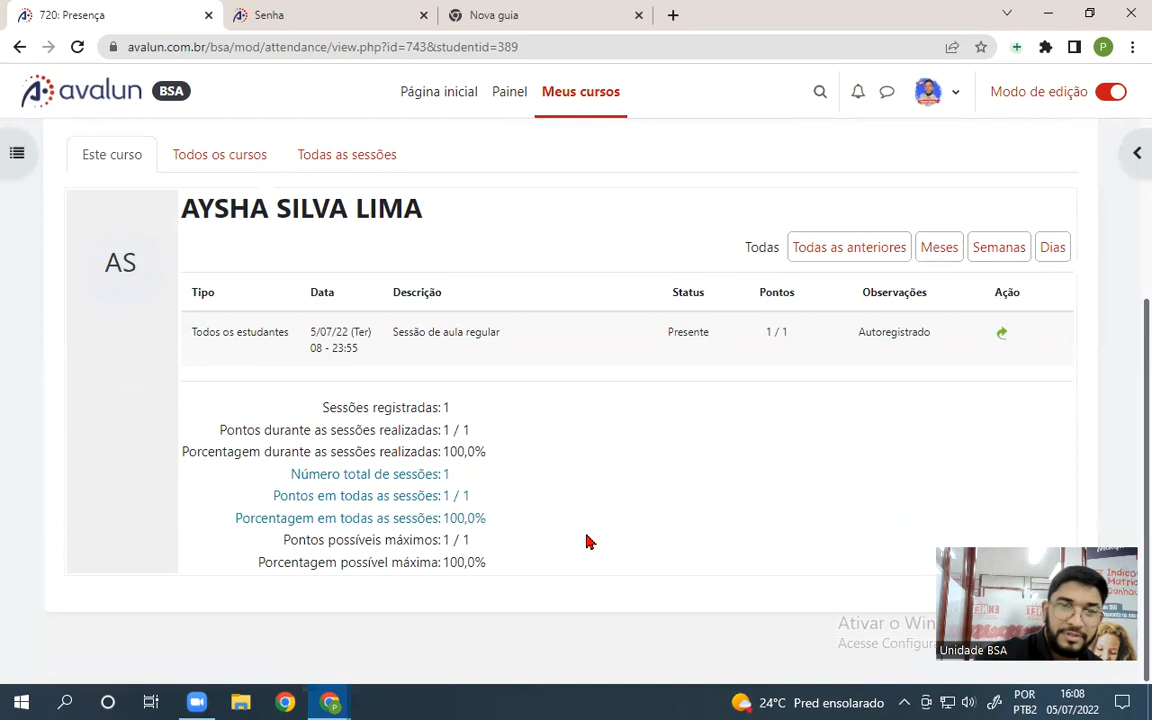 720: Presença
Senha
Nova guia
avalun.com.br/bsa/mod/attendance/view.php?id=743&studentid=389
P
avalun BSA
Página inicial
Painel
Meus cursos
Modo de edição
Este curso
Todos os cursos
Todas as sessões
AS
AYSHA SILVA LIMA
Todas
Todas as anteriores
Meses
Semanas
Dias
Tipo Data Descrição Status Pontos Observações Ação
Todos os estudantes 5/07/22 (Ter) Sessão de aula regular Presente 1 / 1 Autoregistrado
08 - 23:55
Sessões registradas: 1
Pontos durante as sessões realizadas: 1 / 1
Porcentagem durante as sessões realizadas: 100,0%
Número total de sessões: 1
Pontos em todas as sessões: 1 / 1
Porcentagem em todas as sessões: 100,0%
Pontos possíveis máximos: 1 / 1
Porcentagem possível máxima: 100,0%
Ativar o Win
Acesse Configura
Indico
Matric
Unidade BSA
24°C Pred ensolarado
POR
PTB2
16:08
05/07/2022